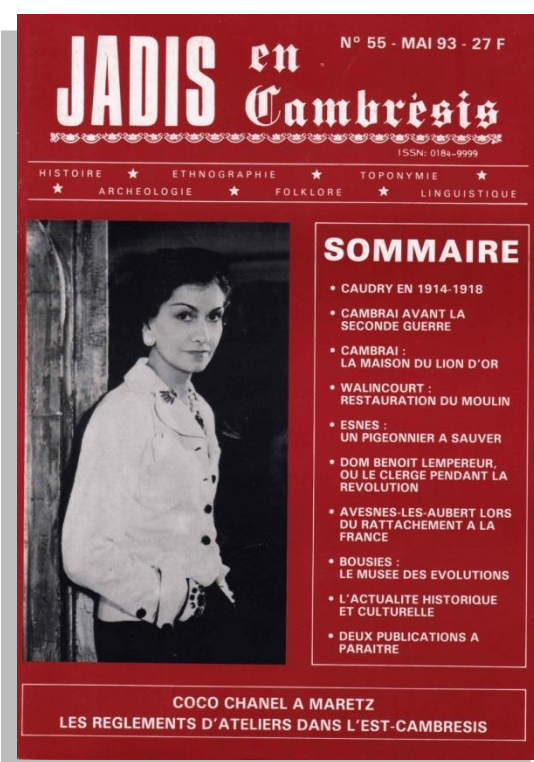 JADIS en Cambrésis
N° 55 - MAI 93 - 27 F
ISSN: 0184-9999
HISTOIRE ★ ETHNOGRAPHIE ★ TOPONYMIE ★
★ ARCHEOLOGIE ★ FOLKLORE ★ LINGUISTIQUE
SOMMAIRE
• CAUDRY EN 1914-1918
• CAMBRAI AVANT LA
SECONDE GUERRE
• CAMBRAI :
LA MAISON DU LION D'OR
• WALINCOURT :
RESTAURATION DU MOULIN
• ESNES :
UN PIGEONNIER A SAUVER
• DOM BENOIT LEMPEREUR,
OU LE CLERGE PENDANT LA
REVOLUTION
• AVESNES-LES-AUBERT LORS
DU RATTACHEMENT A LA
FRANCE
• BOUSIES :
LE MUSEE DES EVOLUTIONS
• L'ACTUALITE HISTORIQUE
ET CULTURELLE
• DEUX PUBLICATIONS A
PARAITRE
COCO CHANEL A MARETZ
LES REGLEMENTS D'ATELIERS DANS L'EST-CAMBRESIS